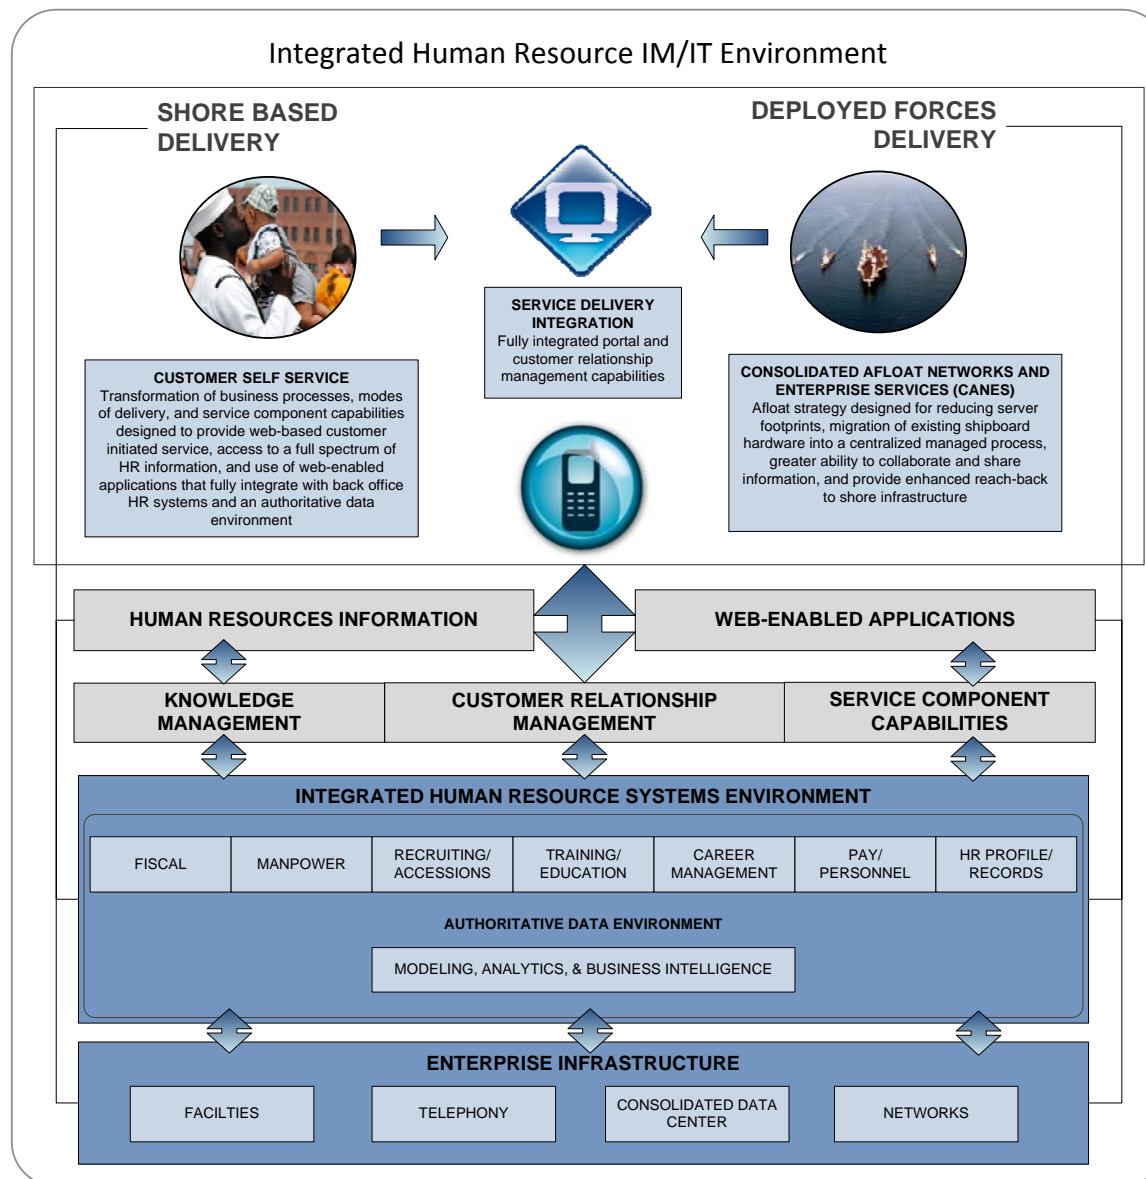 Integrated Human Resource IM/IT Environment
SHORE BASED
DELIVERY
DEPLOYED FORCES
DELIVERY
SERVICE DELIVERY
INTEGRATION
Fully integrated portal and
customer relationship
management capabilities
CUSTOMER SELF SERVICE
Transformation of business processes, modes
of delivery, and service component capabilities
designed to provide web-based customer
initiated service, access to a full spectrum of
HR information, and use of web-enabled
applications that fully integrate with back office
HR systems and an authoritative data
environment
CONSOLIDATED AFLOAT NETWORKS AND
ENTERPRISE SERVICES (CANES)
Afloat strategy designed for reducing server
footprints, migration of existing shipboard
hardware into a centralized managed process,
greater ability to collaborate and share
information, and provide enhanced reach-back
to shore infrastructure
HUMAN RESOURCES INFORMATION
WEB-ENABLED APPLICATIONS
KNOWLEDGE
MANAGEMENT
CUSTOMER RELATIONSHIP
MANAGEMENT
SERVICE COMPONENT
CAPABILITIES
INTEGRATED HUMAN RESOURCE SYSTEMS ENVIRONMENT
FISCAL
MANPOWER
RECRUITING/
ACCESSIONS
TRAINING/
EDUCATION
CAREER
MANAGEMENT
PAY/
PERSONNEL
HR PROFILE/
RECORDS
AUTHORITATIVE DATA ENVIRONMENT
MODELING, ANALYTICS, & BUSINESS INTELLIGENCE
ENTERPRISE INFRASTRUCTURE
FACILTIES
TELEPHONY
CONSOLIDATED DATA
CENTER
NETWORKS